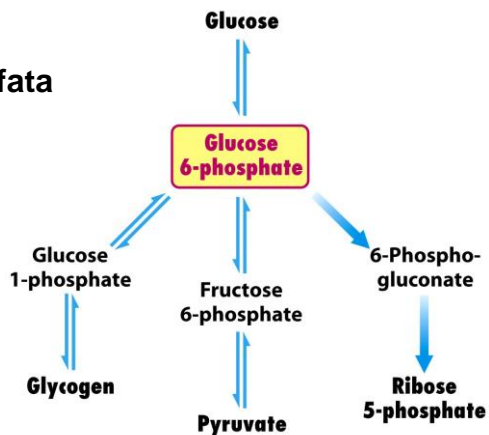 Glucose
fata
Glucose
6-phosphate
Glucose
1-phosphate
Fructose
6-phosphate
6-Phospho-
gluconate
Glycogen
Pyruvate
Ribose
5-phosphate